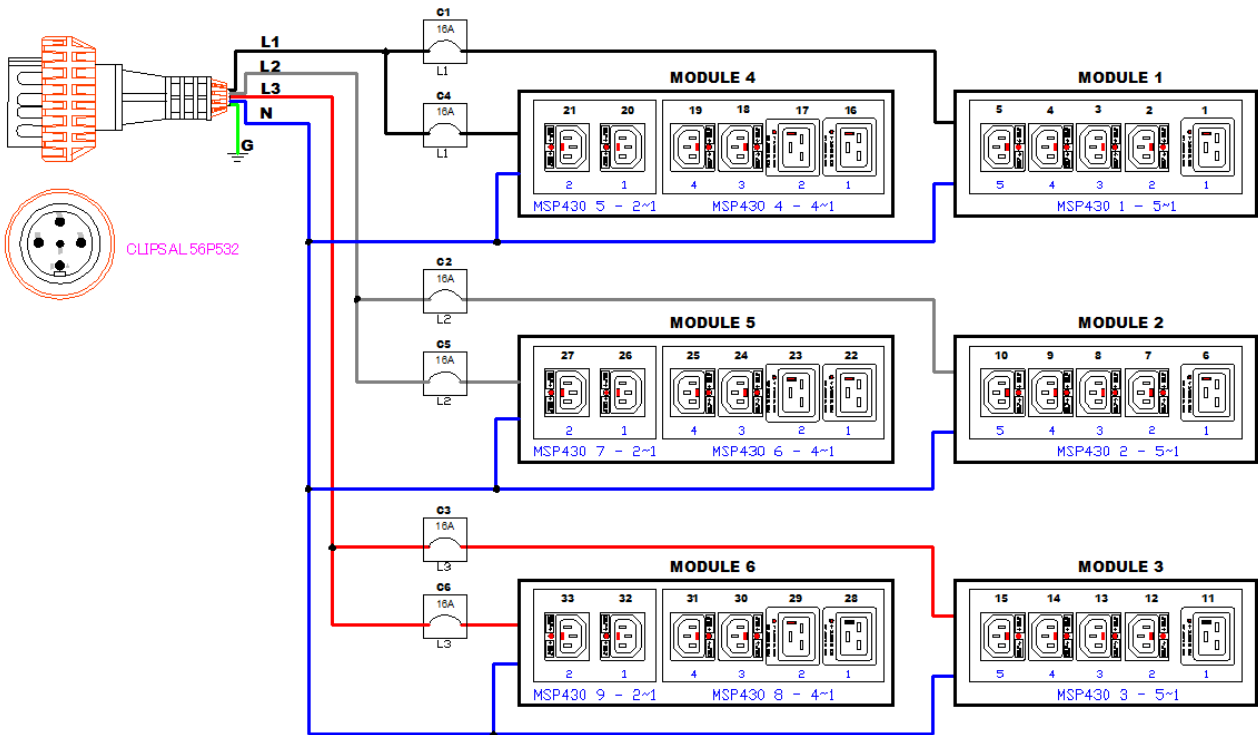 C1
16A
L1
L1
L2
L3
N
G
C4
16A
L1
MODULE 4
21 20 19 18 17 16
2 1 4 3 2 1
MSP430 5 - 2~1 MSP430 4 - 4~1
MODULE 1
5 4 3 2 1
5 4 3 2 1
MSP430 1 - 5~1
CLIPSAL 56P532
C2
16A
L2
C5
16A
L2
MODULE 5
27 26 25 24 23 22
2 1 4 3 2 1
MSP430 7 - 2~1 MSP430 6 - 4~1
MODULE 2
10 9 8 7 6
5 4 3 2 1
MSP430 2 - 5~1
C3
16A
L3
C6
16A
L3
MODULE 6
33 32 31 30 29 28
2 1 4 3 2 1
MSP430 9 - 2~1 MSP430 8 - 4~1
MODULE 3
15 14 13 12 11
5 4 3 2 1
MSP430 3 - 5~1